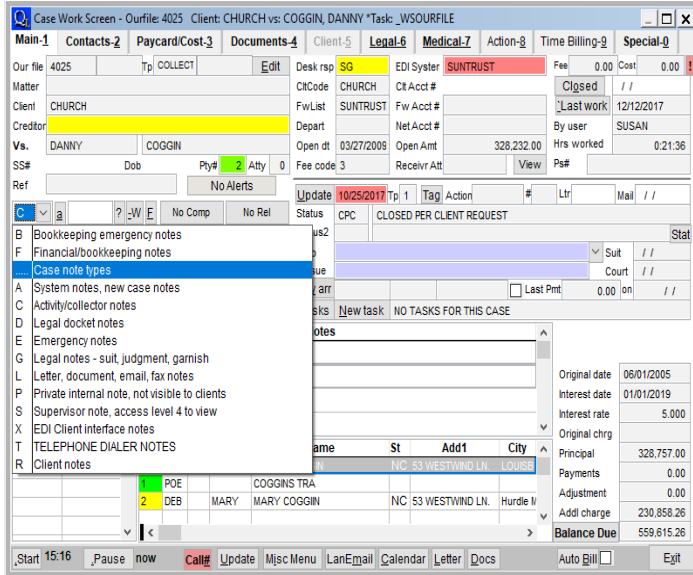 Case Work Screen - Ourfile: 4025 Client: CHURCH vs: COGGIN, DANNY *Task: _WSOURFILE
Main-1 Contacts-2 Paycard/Cost-3 Documents-4 Client-5 Legal-6 Medical-7 Action-8 Time Billing-9 Special-0
Our file 4025 Tp COLLECT Edit Desk rsp SG EDI Syster SUNTRUST Fee 0.00 Cost 0.00 !
Matter CltCode CHURCH Clt Acct # Closed / /
Client CHURCH FwList SUNTRUST Fw Acct # `Last work 12/12/2017
Creditor Depart Net Acct # By user SUSAN
Vs. DANNY COGGIN Open dt 03/27/2009 Open Amt 328,232.00 Hrs worked 0:21:36
SS# Dob Pty# 2 Atty 0 Fee code 3 Receivr Att View Ps#
Ref No Alerts
Update 10/25/2017 Tp 1 Tag Action # Ltr Mail / /
C a ? -W E No Comp No Rel Status CPC CLOSED PER CLIENT REQUEST
B Bookkeeping emergency notes us2 Stat
F Financial/bookkeeping notes Suit / /
..... Case note types sue Court / /
A System notes, new case notes arr Last Pmt 0.00 on / /
C Activity/collector notes sks New task NO TASKS FOR THIS CASE
D Legal docket notes otes
E Emergency notes
G Legal notes - suit, judgment, garnish Original date 06/01/2005
L Letter, document, email, fax notes Interest date 01/01/2019
P Private internal note, not visible to clients Interest rate 5.000
S Supervisor note, access level 4 to view Original chrg
X EDI Client interface notes
T TELEPHONE DIALER NOTES ame St Add1 City Principal 328,757.00
R Client notes NC 53 WESTWIND LN. LOUISB Payments 0.00
1 POE COGGINS TRA Adjustment 0.00
2 DEB MARY MARY COGGIN NC 53 WESTWIND LN. Hurdle M Addl charge 230,858.26
Balance Due 559,615.26
Start 15:16 Pause now Call# Update Misc Menu LanEmail Calendar Letter Docs Auto Bill Exit